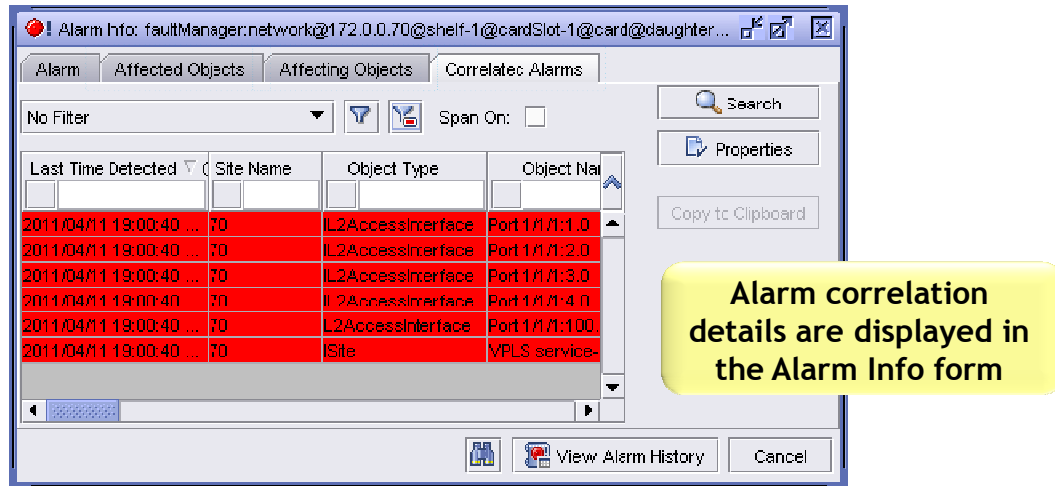 ! Alarm Info: faultManager:network@172.0.0.70@shelf-1@cardSlot-1@card@daughter...
Alarm Affected Objects Affecting Objects Correlated Alarms
No Filter Span On:
Search
Properties
Copy to Clipboard
Last Time Detected Site Name Object Type Object Nar
2011/04/11 19:00:40 ... 70 IL2AccessInterface Port 1/1/1:1.0
2011/04/11 19:00:40 ... 70 IL2AccessInterface Port 1/1/1:2.0
2011/04/11 19:00:40 ... 70 IL2AccessInterface Port 1/1/1:3.0
2011/04/11 19:00:40 ... 70 IL2AccessInterface Port 1/1/1:4.0
2011/04/11 19:00:40 ... 70 L2AccessInterface Port 1/1/1:100.
2011/04/11 19:00:40 ... 70 ISite VPLS service-
Alarm correlation
details are displayed in
the Alarm Info form
View Alarm History Cancel